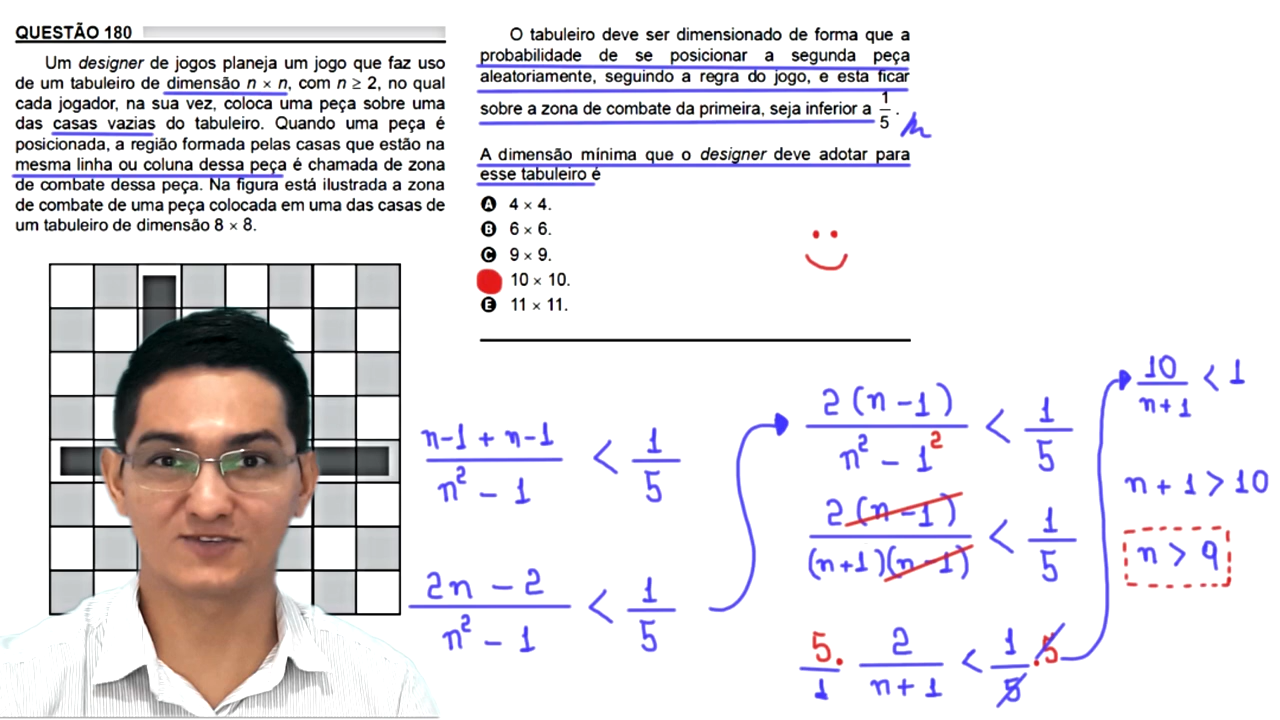 QUESTÃO 180
Um designer de jogos planeja um jogo que faz uso
de um tabuleiro de dimensão n × n, com n ≥ 2, no qual
cada jogador, na sua vez, coloca uma peça sobre uma
das casas vazias do tabuleiro. Quando uma peça é
posicionada, a região formada pelas casas que estão na
mesma linha ou coluna dessa peça é chamada de zona
de combate dessa peça. Na figura está ilustrada a zona
de combate de uma peça colocada em uma das casas de
um tabuleiro de dimensão 8 × 8.
O tabuleiro deve ser dimensionado de forma que a
probabilidade de se posicionar a segunda peça
aleatoriamente, seguindo a regra do jogo, e esta ficar
sobre a zona de combate da primeira, seja inferior a 1/5.
A dimensão mínima que o designer deve adotar para
esse tabuleiro é
A 4 × 4.
B 6 × 6.
C 9 × 9.
10 × 10.
E 11 × 11.
(n-1 + n-1)/(n² - 1) < 1/5
(2n - 2)/(n² - 1) < 1/5
2(n-1)/(n² - 1²) < 1/5
2(n-1)/((n+1)(n-1)) < 1/5
5/1 . 2/(n+1) < 1/5 .5
10/(n+1) < 1
n + 1 > 10
n > 9